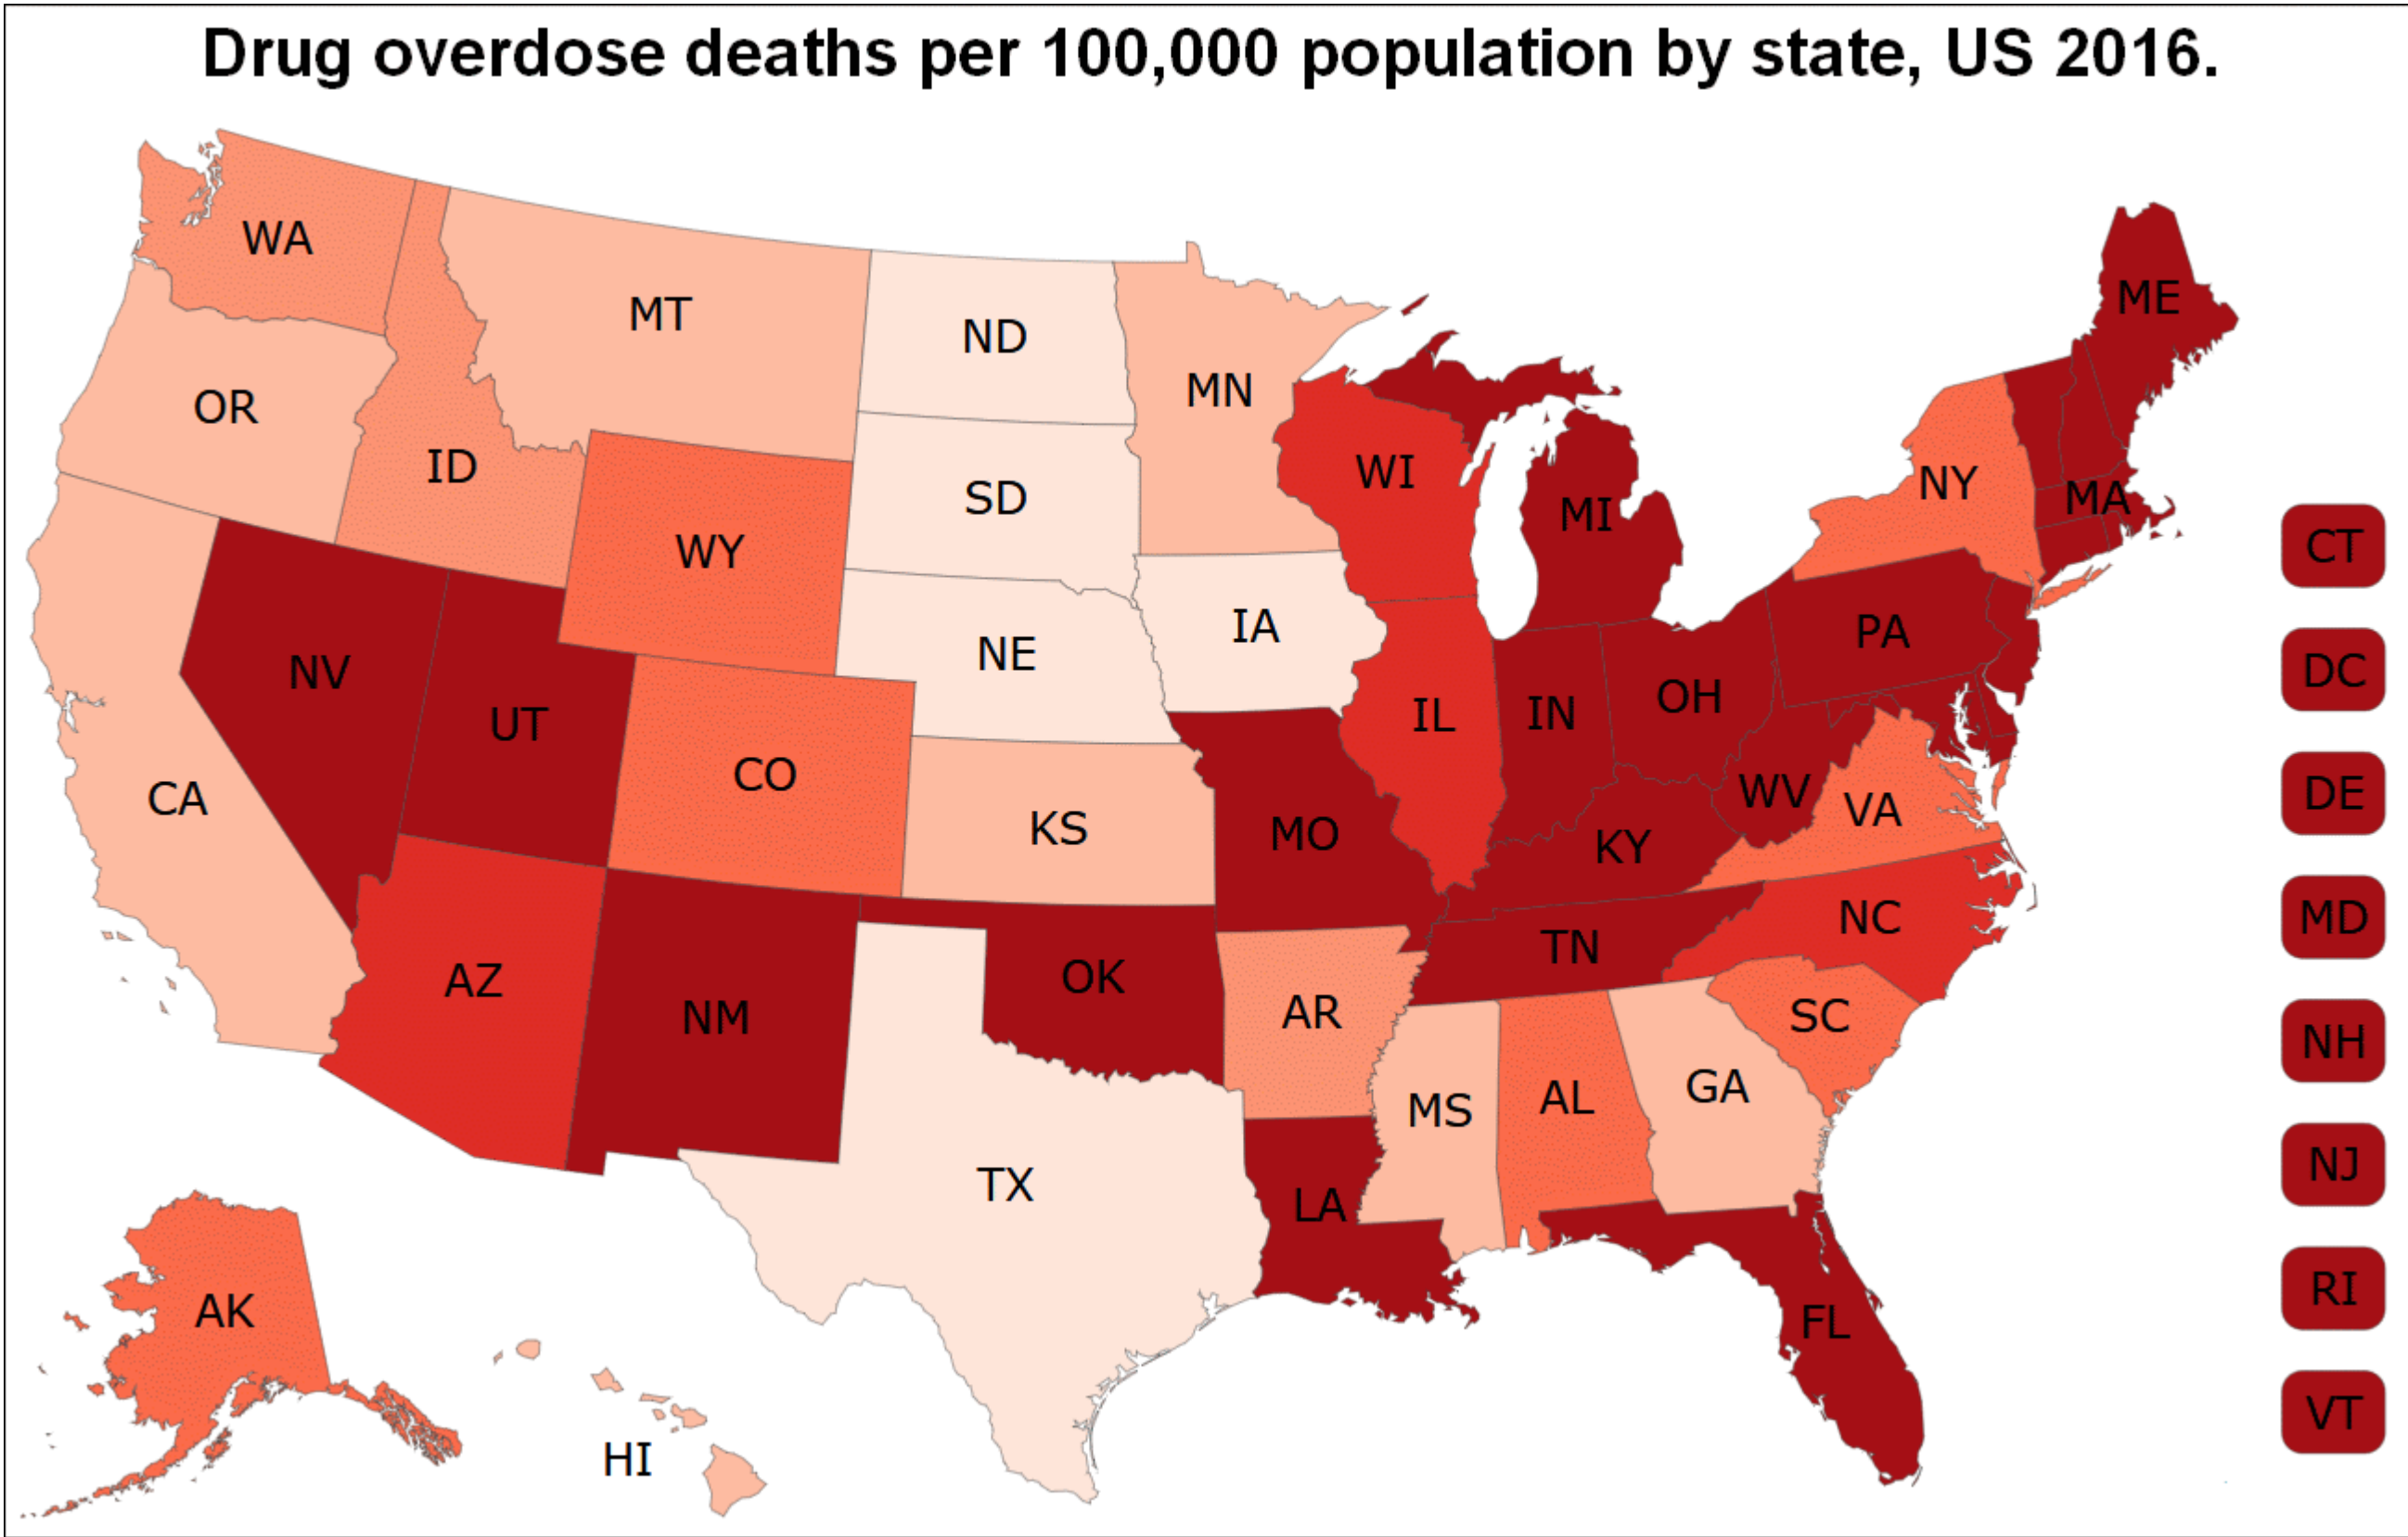 Drug overdose deaths per 100,000 population by state, US 2016.
WA
MT
ND
MN
ME
OR
ID
SD
WI
MI
NY
MA
WY
CT
NV
UT
NE
IA
PA
DC
CO
IL
IN
OH
CA
KS
MO
WV
VA
DE
KY
AZ
NM
OK
TN
NC
MD
AR
SC
NH
MS
AL
GA
TX
LA
NJ
AK
FL
RI
HI
VT